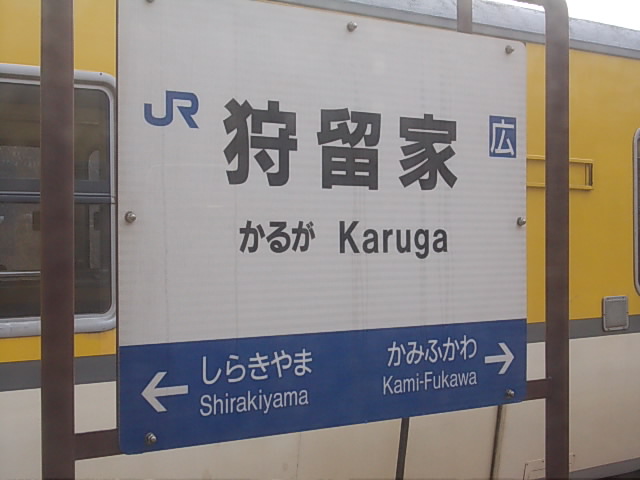 JR 狩留家 広
かるが Karuga
しらきやま かみふかわ
Shirakiyama Kami-Fukawa